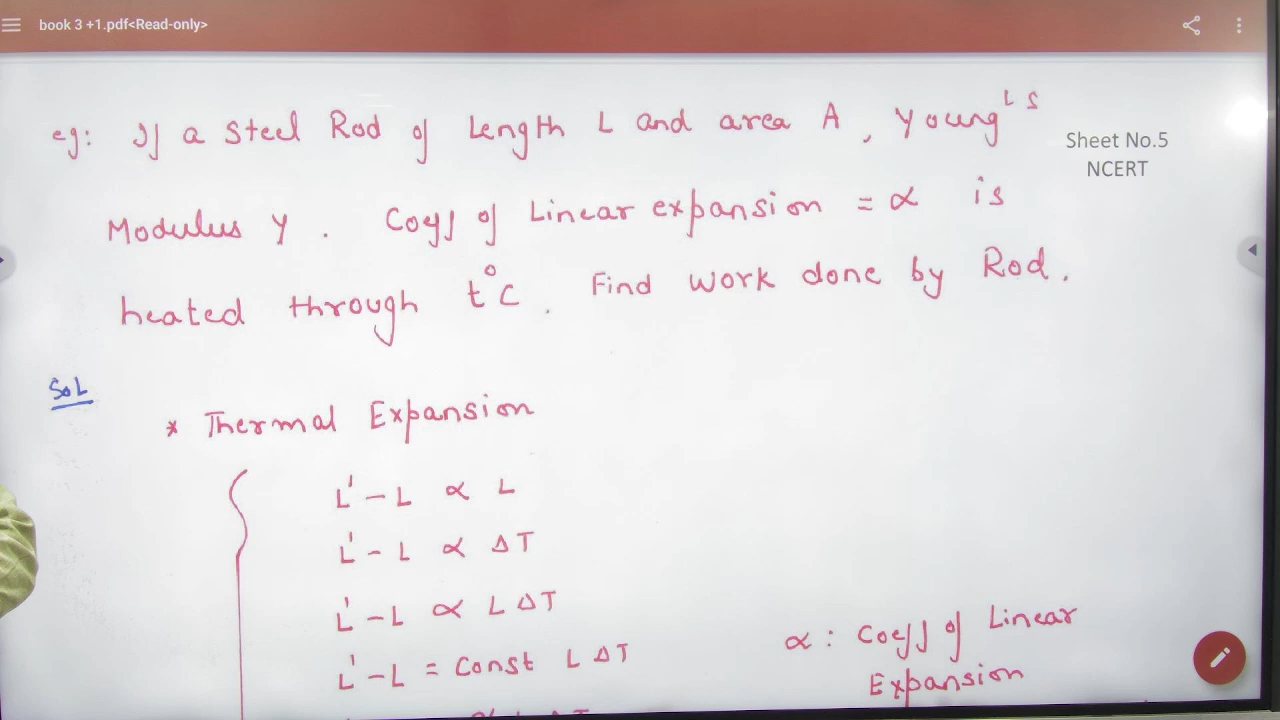 book 3 +1.pdf<Read-only>
eg: If a Steel Rod of Length L and area A, Young's
Sheet No.5
NCERT
Modulus Y. Coeff of Linear expansion = α is
heated through t°C. Find work done by Rod.
Sol
* Thermal Expansion
L' - L ∝ L
L' - L ∝ ΔT
L' - L ∝ L ΔT
L' - L = Const L ΔT
α : Coeff of Linear
Expansion